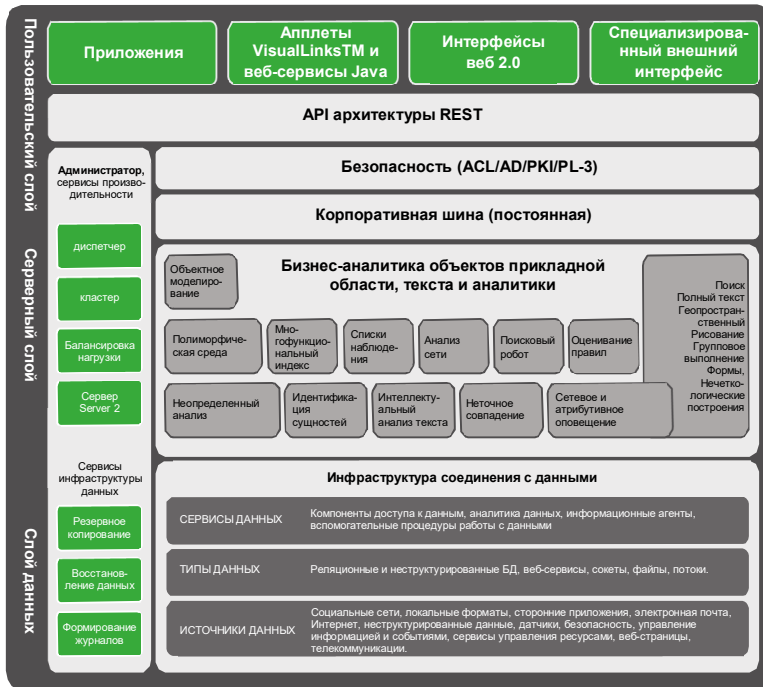 Пользовательский слой
Приложения
Апплеты
VisualLinksTM и
веб-сервисы Java
Интерфейсы
веб 2.0
Специализирова-
нный внешний
интерфейс
API архитектуры REST
Администратор,
сервисы произво-
дительности
Безопасность (ACL/AD/PKI/PL-3)
Корпоративная шина (постоянная)
Серверный слой
диспетчер
кластер
Балансировка
нагрузки
Сервер
Server 2
Бизнес-аналитика объектов прикладной
области, текста и аналитики
Объектное
моделиро-
вание
Поиск
Полный текст
Геопростран-
ственный
Рисование
Групповое
выполнение
Формы,
Нечетко-
логические
построения
Полиморфиче-
ская среда
Мно-
гофункцио-
нальный
индекс
Списки
наблюде-
ния
Анализ
сети
Поисковый
робот
Оценивание
правил
Неопределенный
анализ
Идентифика-
ция
сущностей
Интеллекту-
альный
анализ текста
Неточное
совпадение
Сетевое и
атрибутивное
оповещение
Слой данных
Сервисы
инфраструктуры
данных
Резервное
копирование
Восстанов-
ление данных
Формирование
журналов
Инфраструктура соединения с данными
СЕРВИСЫ ДАННЫХ
Компоненты доступа к данным, аналитика данных, информационные агенты,
вспомогательные процедуры работы с данными
ТИПЫ ДАННЫХ
Реляционные и неструктурированные БД, веб-сервисы, сокеты, файлы, потоки.
ИСТОЧНИКИ ДАННЫХ
Социальные сети, локальные форматы, сторонние приложения, электронная почта,
Интернет, неструктурированные данные, датчики, безопасность, управление
информацией и событиями, сервисы управления ресурсами, веб-страницы,
телекоммуникации.